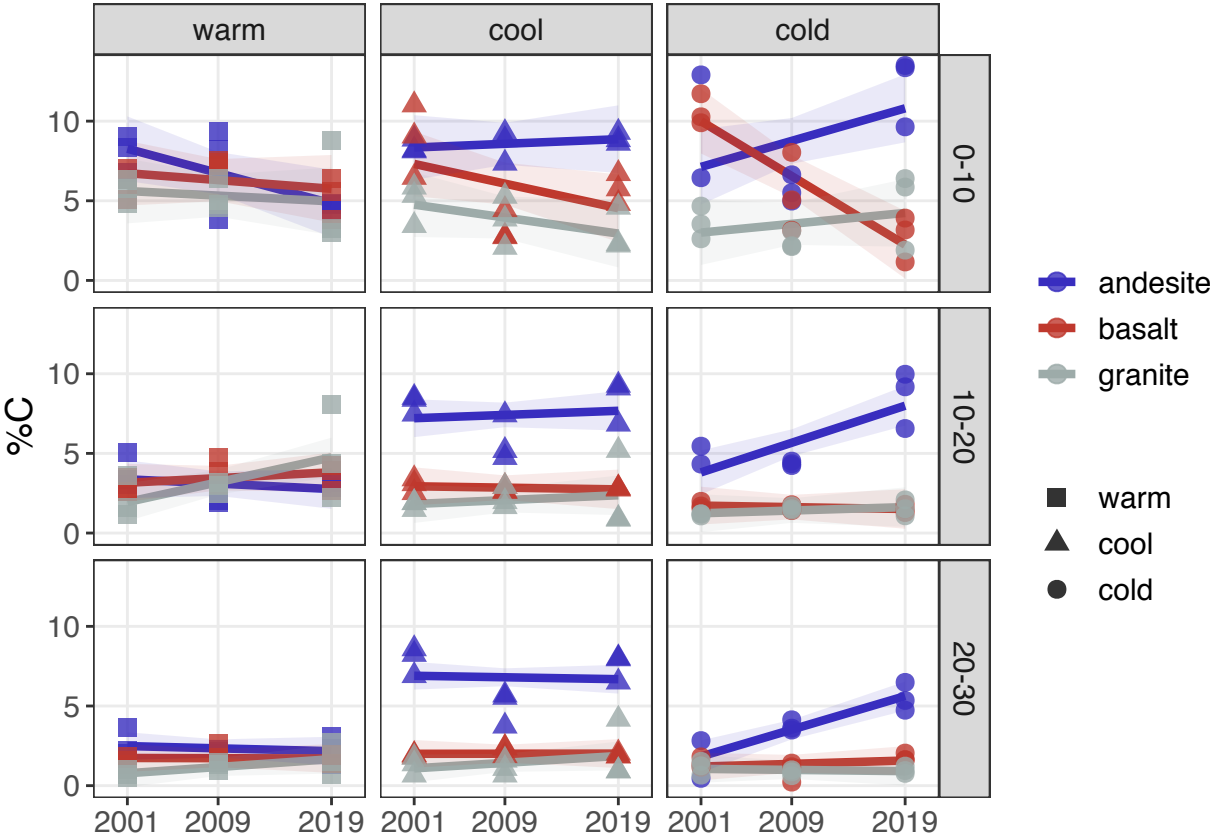 warm cool cold
10
5
0
0-10
10
5
0
10-20
10
5
0
20-30
2001 2009 2019 2001 2009 2019 2001 2009 2019
%C
andesite
basalt
granite
warm
cool
cold